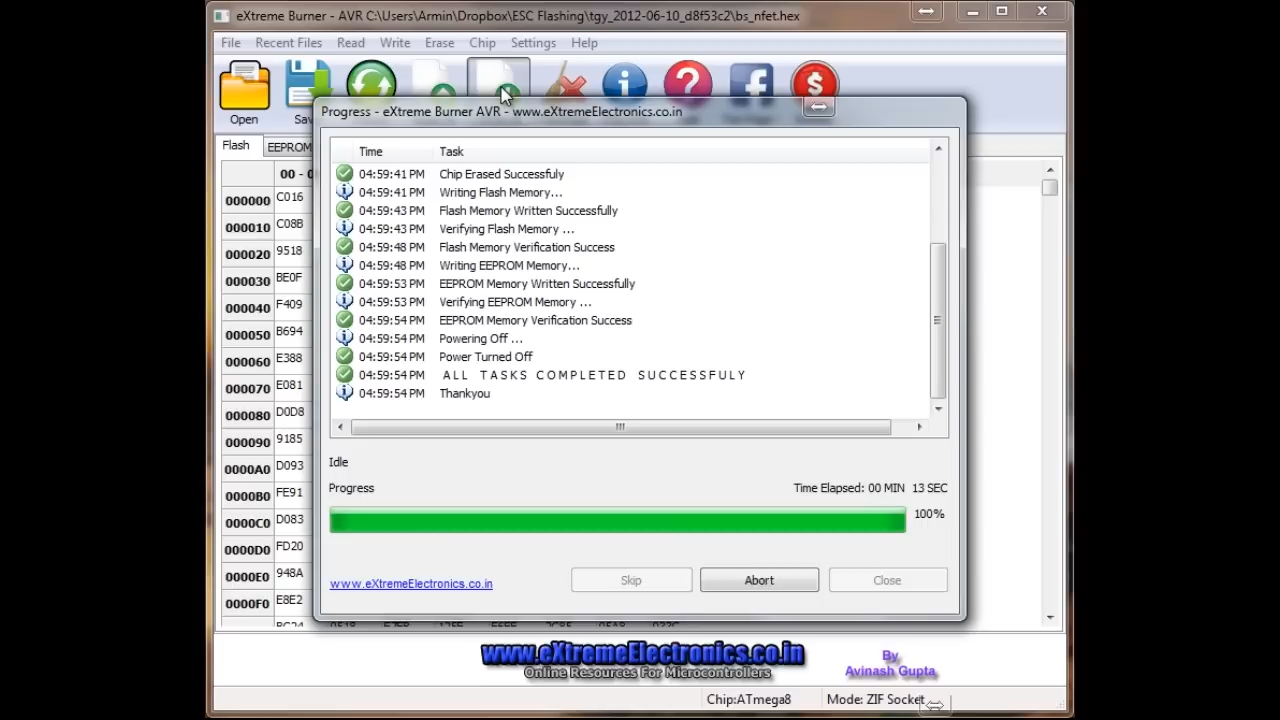 eXtreme Burner - AVR C:\Users\Armin\Dropbox\ESC Flashing\tgy_2012-06-10_d8f53c2\bs_nfet.hex
File Recent Files Read Write Erase Chip Settings Help
Open Sav
Progress - eXtreme Burner AVR - www.eXtremeElectronics.co.in
Flash EEPROM
Time Task
00 - 0
04:59:41 PM Chip Erased Successfuly
000000 C016
04:59:41 PM Writing Flash Memory...
04:59:43 PM Flash Memory Written Successfully
000010 C08B
04:59:43 PM Verifying Flash Memory ...
04:59:48 PM Flash Memory Verification Success
000020 9518
04:59:48 PM Writing EEPROM Memory...
000030 BE0F
04:59:53 PM EEPROM Memory Written Successfully
04:59:53 PM Verifying EEPROM Memory ...
000040 F409
04:59:54 PM EEPROM Memory Verification Success
000050 B694
04:59:54 PM Powering Off ...
04:59:54 PM Power Turned Off
000060 E388
04:59:54 PM ALL TASKS COMPLETED SUCCESSFULY
000070 E081
04:59:54 PM Thankyou
000080 D0D8
000090 9185
0000A0 D093
Idle
0000B0 FE91
Progress Time Elapsed: 00 MIN 13 SEC
0000C0 D083
100%
0000D0 FD20
0000E0 948A
www.eXtremeElectronics.co.in Skip Abort Close
0000F0 E8E2
www.eXtremeElectronics.co.in
Online Resources For Microcontrollers
By
Avinash Gupta
Chip:ATmega8 Mode: ZIF Socket